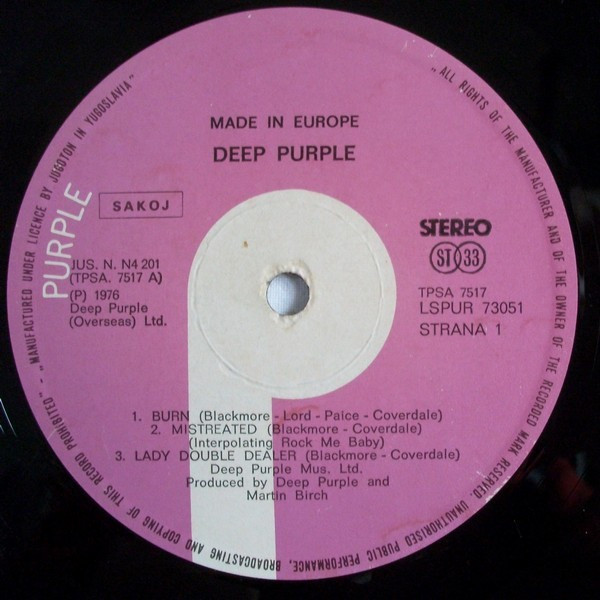 MADE IN EUROPE
DEEP PURPLE
PURPLE
SAKOJ
JUS. N. N4 201
(TPSA. 7517 A)
(P) 1976
Deep Purple
(Overseas) Ltd.
STEREO
ST 33
TPSA 7517
LSPUR 73051
STRANA 1
1. BURN (Blackmore - Lord - Paice - Coverdale)
2. MISTREATED (Blackmore - Coverdale)
(Interpolating Rock Me Baby)
3. LADY DOUBLE DEALER (Blackmore - Coverdale)
Deep Purple Mus. Ltd.
Produced by Deep Purple and
Martin Birch
"ALL RIGHTS OF THE MANUFACTURER AND OF THE OWNER OF THE RECORDED MARK RESERVED. UNAUTHORISED PUBLIC PERFORMANCE, BROADCASTING AND COPYING OF THIS RECORD PROHIBITED" - "MANUFACTURED UNDER LICENCE BY JUGOTON IN YUGOSLAVIA"